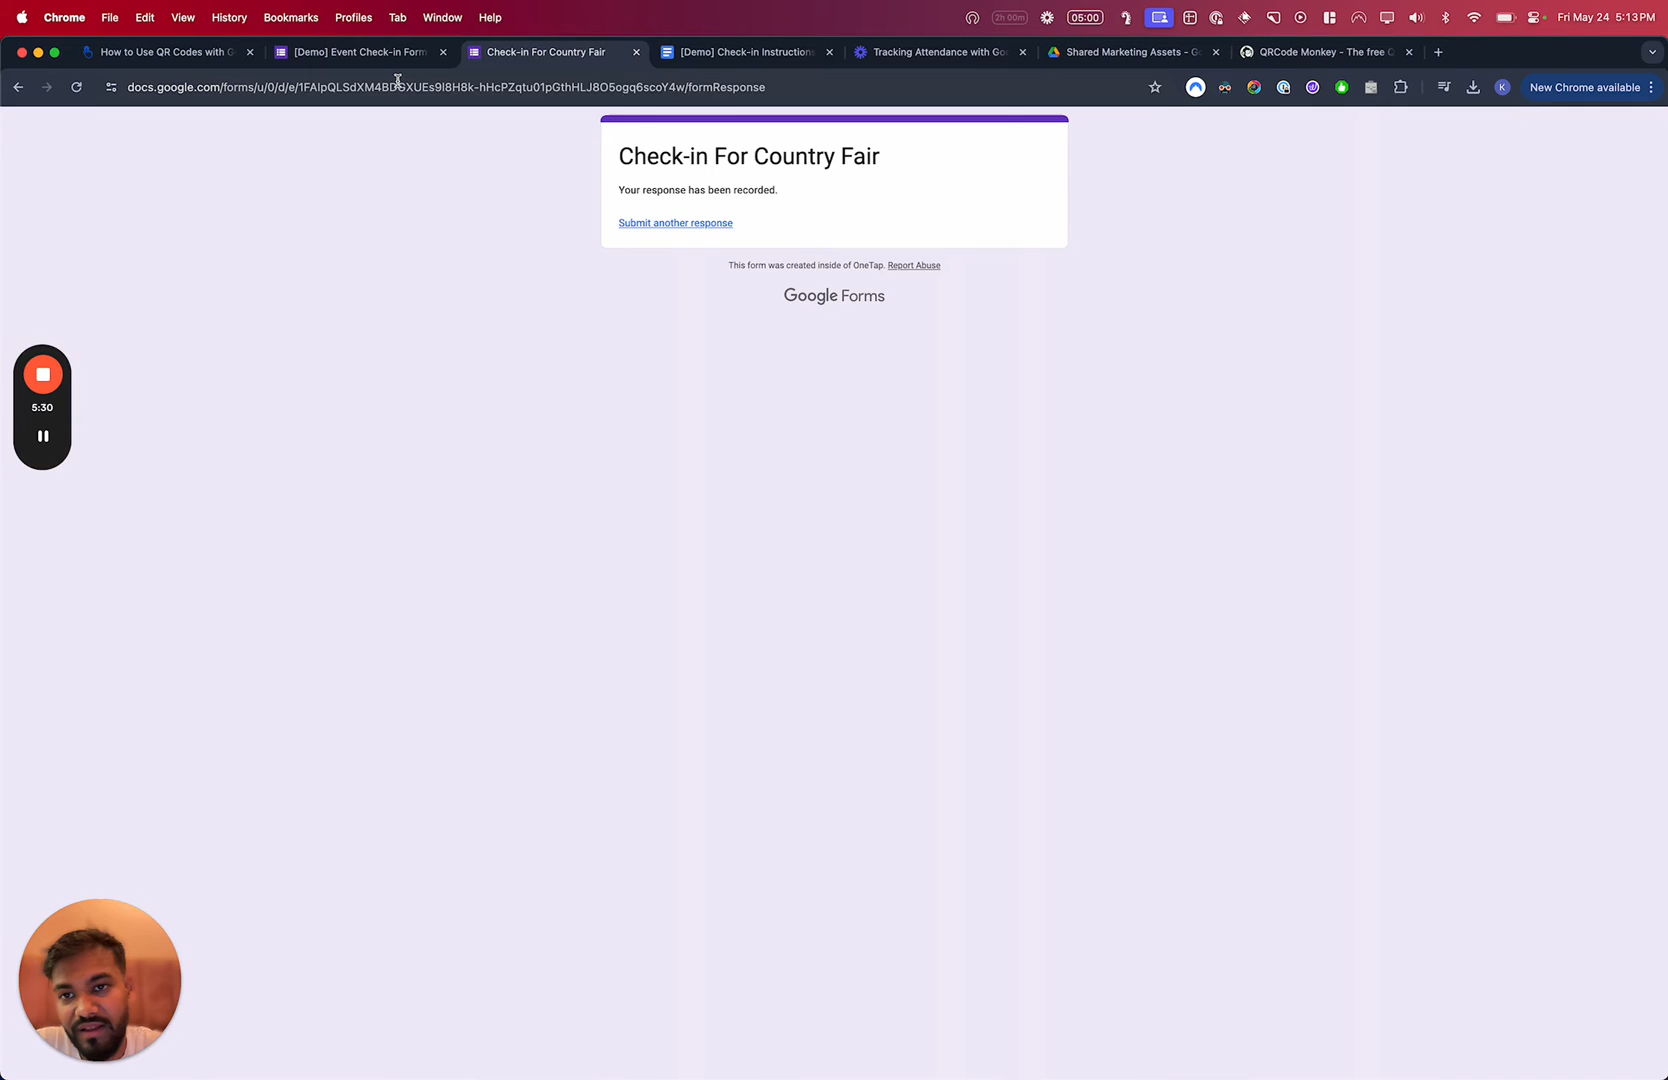 Chrome File Edit View History Bookmarks Profiles Tab Window Help 2h 00m 05:00 Fri May 24 5:13 PM
How to Use QR Codes with G [Demo] Event Check-in Form Check-in For Country Fair [Demo] Check-in Instructions Tracking Attendance with Goo Shared Marketing Assets - Go QRCode Monkey - The free Q
docs.google.com/forms/u/0/d/e/ /formResponse K New Chrome available
Check-in For Country Fair
Your response has been recorded.
Submit another response
This form was created inside of OneTap. Report Abuse
Google Forms
5:30